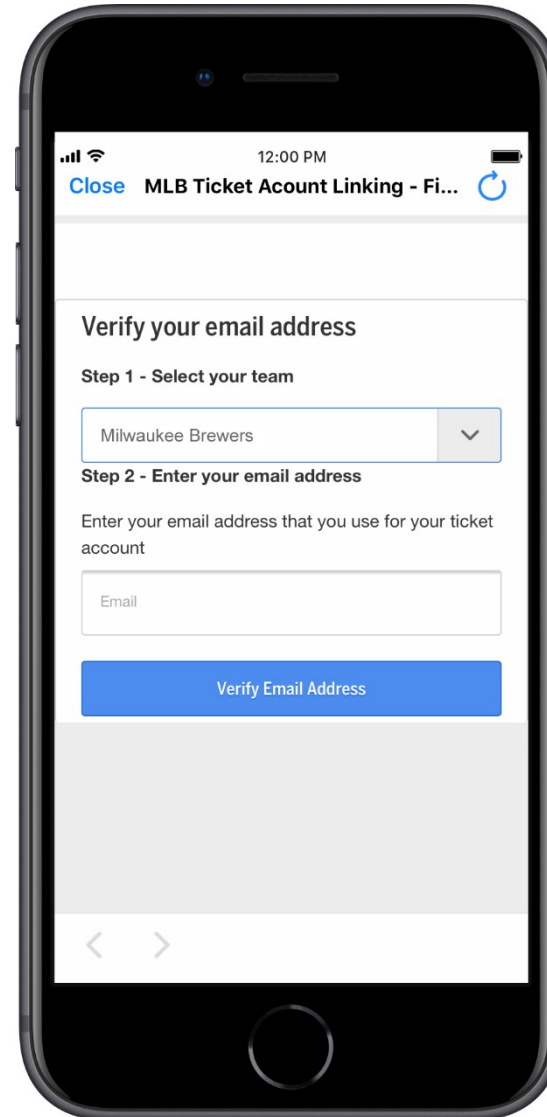 12:00 PM
Close MLB Ticket Acount Linking - Fi...
Verify your email address
Step 1 - Select your team
Milwaukee Brewers
Step 2 - Enter your email address
Enter your email address that you use for your ticket
account
Email
Verify Email Address